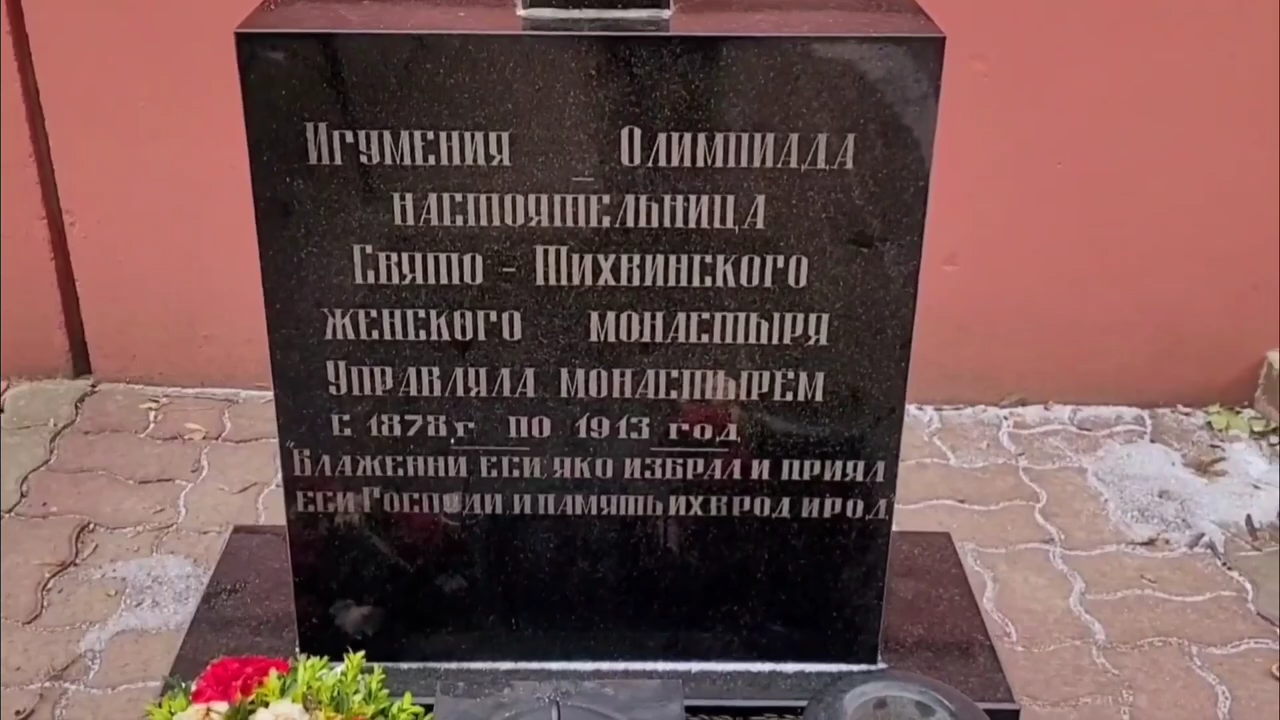 Игумения Олимпиада
настоятельница
Свято - Тихвинского
женского монастыря
Управляла монастырём
с 1878г по 1913 год
"Блаженни еси: яко избрал и приял
еси Господи, и память их в род и род.